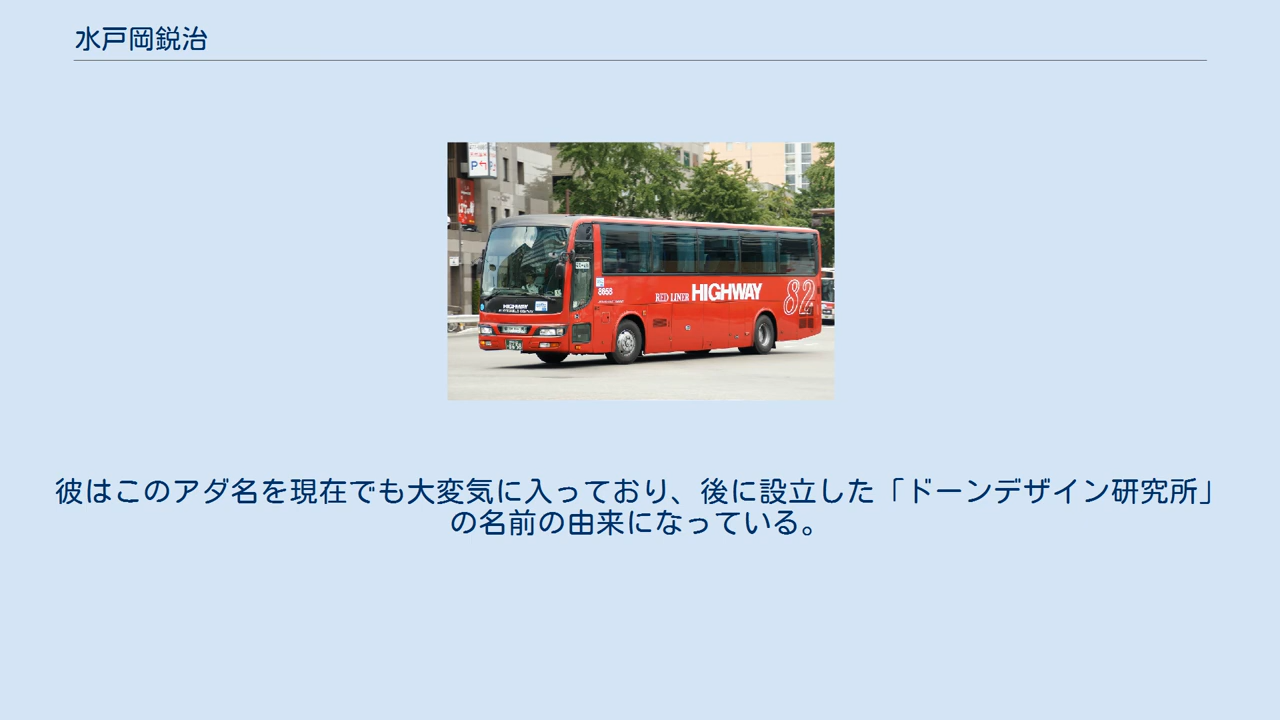 水戸岡鋭治
P
8658
RED LINER HIGHWAY
82
HIGHWAY
彼はこのアダ名を現在でも大変気に入っており、後に設立した「ドーンデザイン研究所」
の名前の由来になっている。